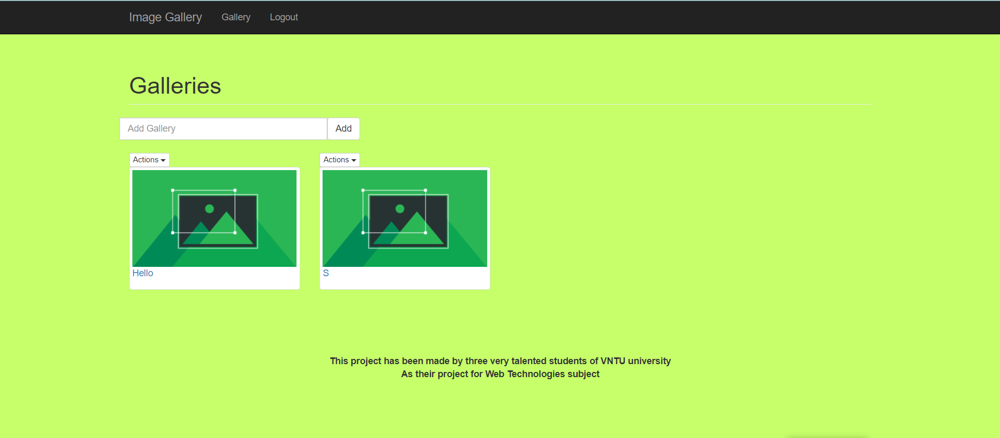 Image Gallery Gallery Logout
Galleries
Add Gallery Add
Actions Actions
Hello S
This project has been made by three very talented students of VNTU university
As their project for Web Technologies subject